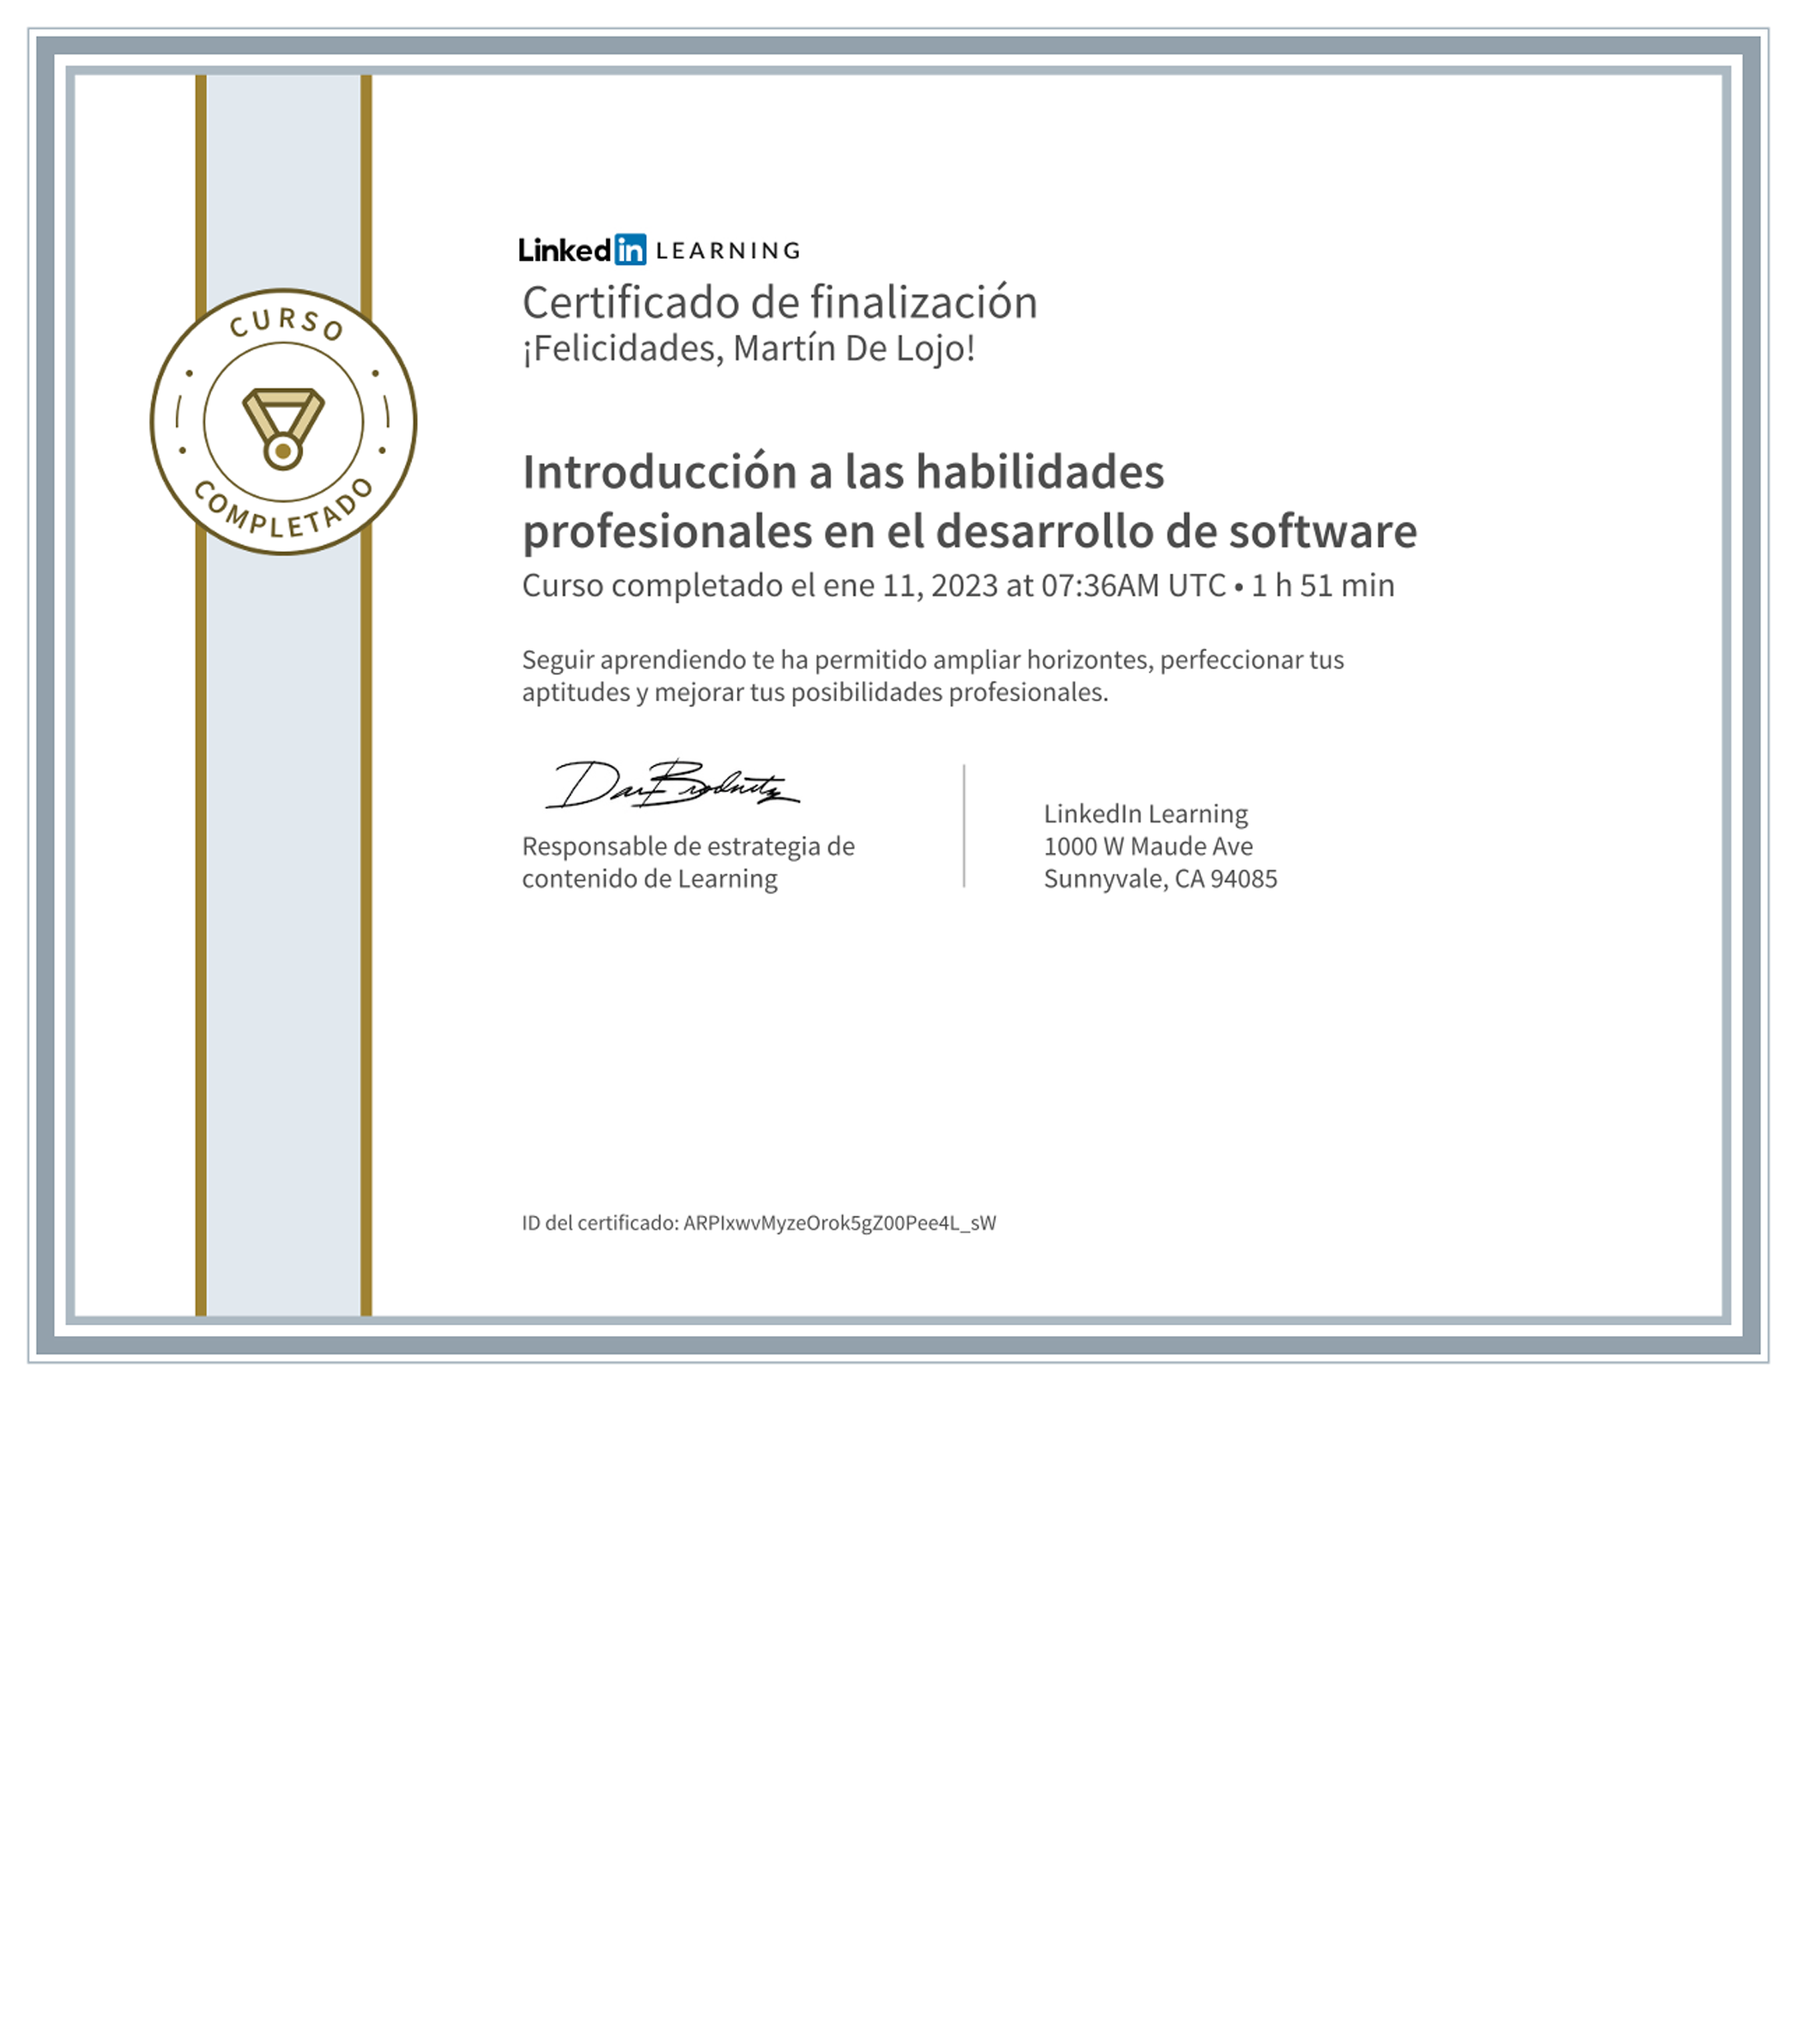 CURSO
COMPLETADO
Linkedin LEARNING
Certificado de finalización
¡Felicidades, Martín De Lojo!
Introducción a las habilidades
profesionales en el desarrollo de software
Curso completado el ene 11, 2023 at 07:36AM UTC • 1 h 51 min
Seguir aprendiendo te ha permitido ampliar horizontes, perfeccionar tus
aptitudes y mejorar tus posibilidades profesionales.
Responsable de estrategia de
contenido de Learning
LinkedIn Learning
1000 W Maude Ave
Sunnyvale, CA 94085
ID del certificado: ARPIxwvMyzeOrok5gZ00Pee4L_sW